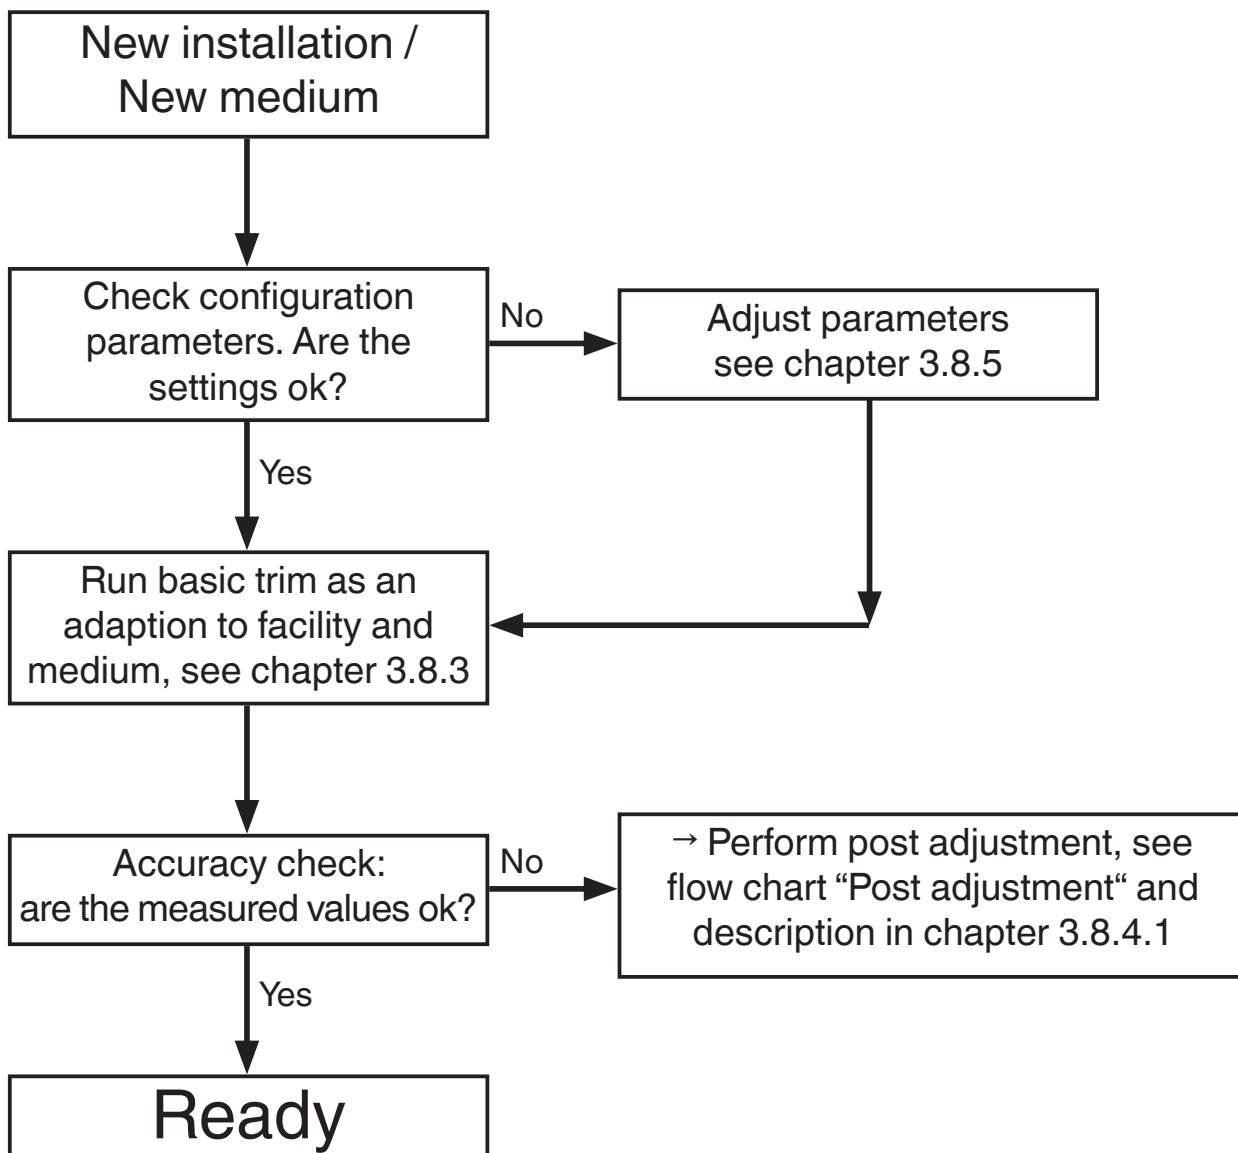 New installation /
New medium
Check configuration
parameters. Are the
settings ok?
No
Adjust parameters
see chapter 3.8.5
Yes
Run basic trim as an
adaption to facility and
medium, see chapter 3.8.3
Accuracy check:
are the measured values ok?
No
→ Perform post adjustment, see
flow chart “Post adjustment“ and
description in chapter 3.8.4.1
Yes
Ready